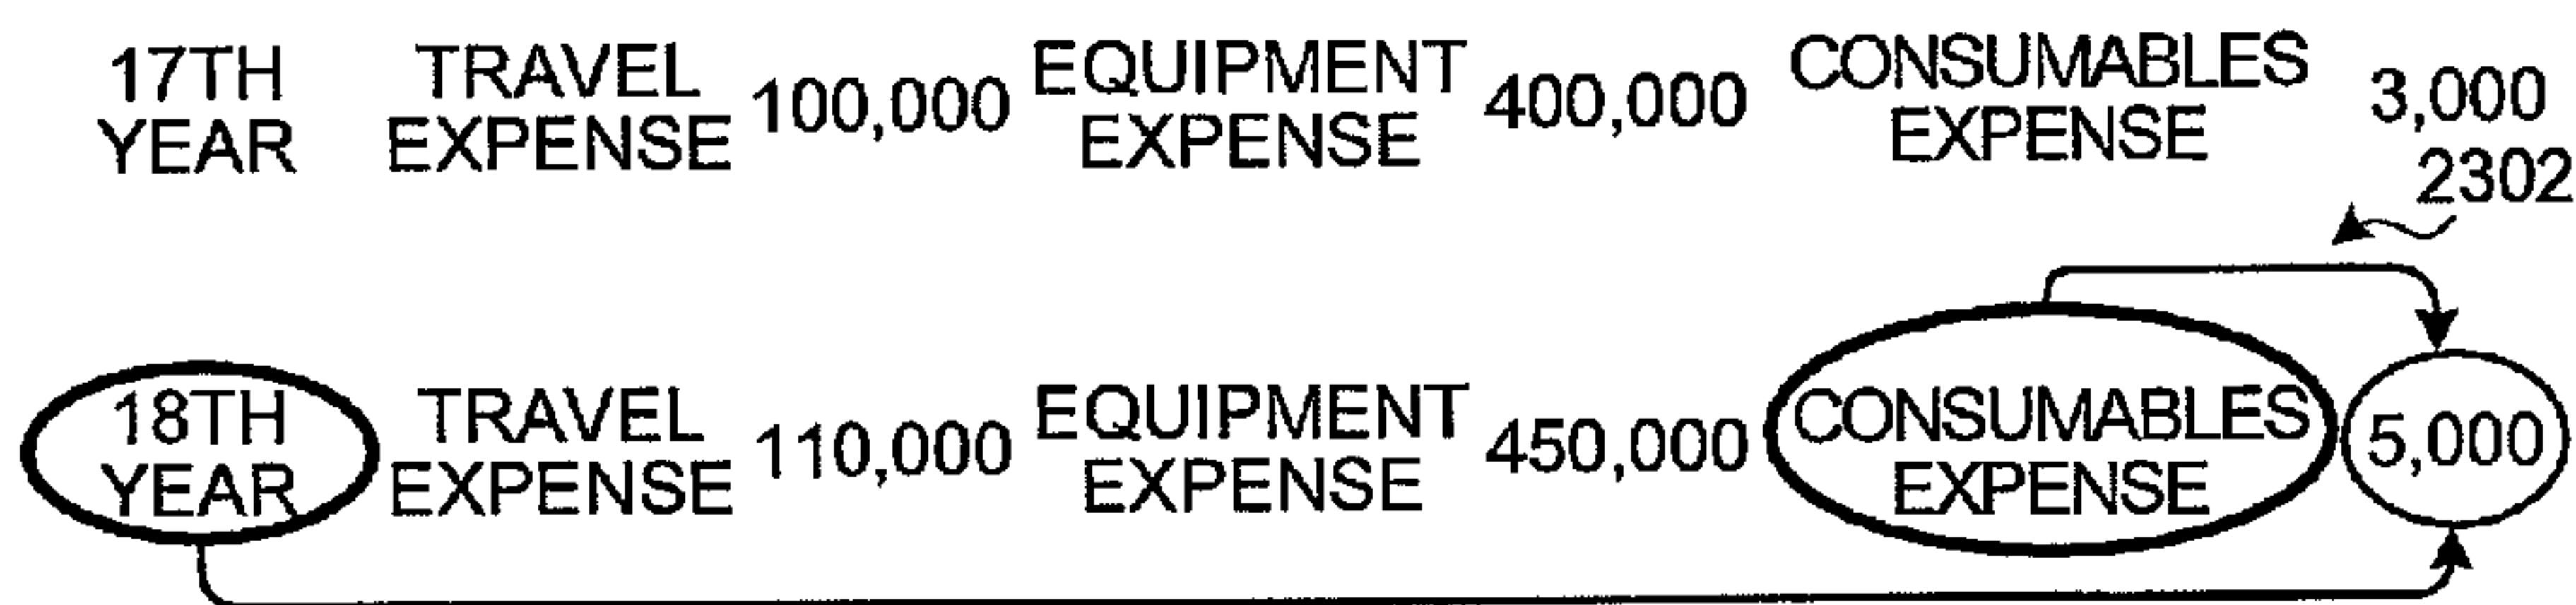 17TH TRAVEL 100,000 EQUIPMENT 400,000 CONSUMABLES 3,000
YEAR EXPENSE EXPENSE EXPENSE
2302
18TH TRAVEL 110,000 EQUIPMENT 450,000 CONSUMABLES 5,000
YEAR EXPENSE EXPENSE EXPENSE